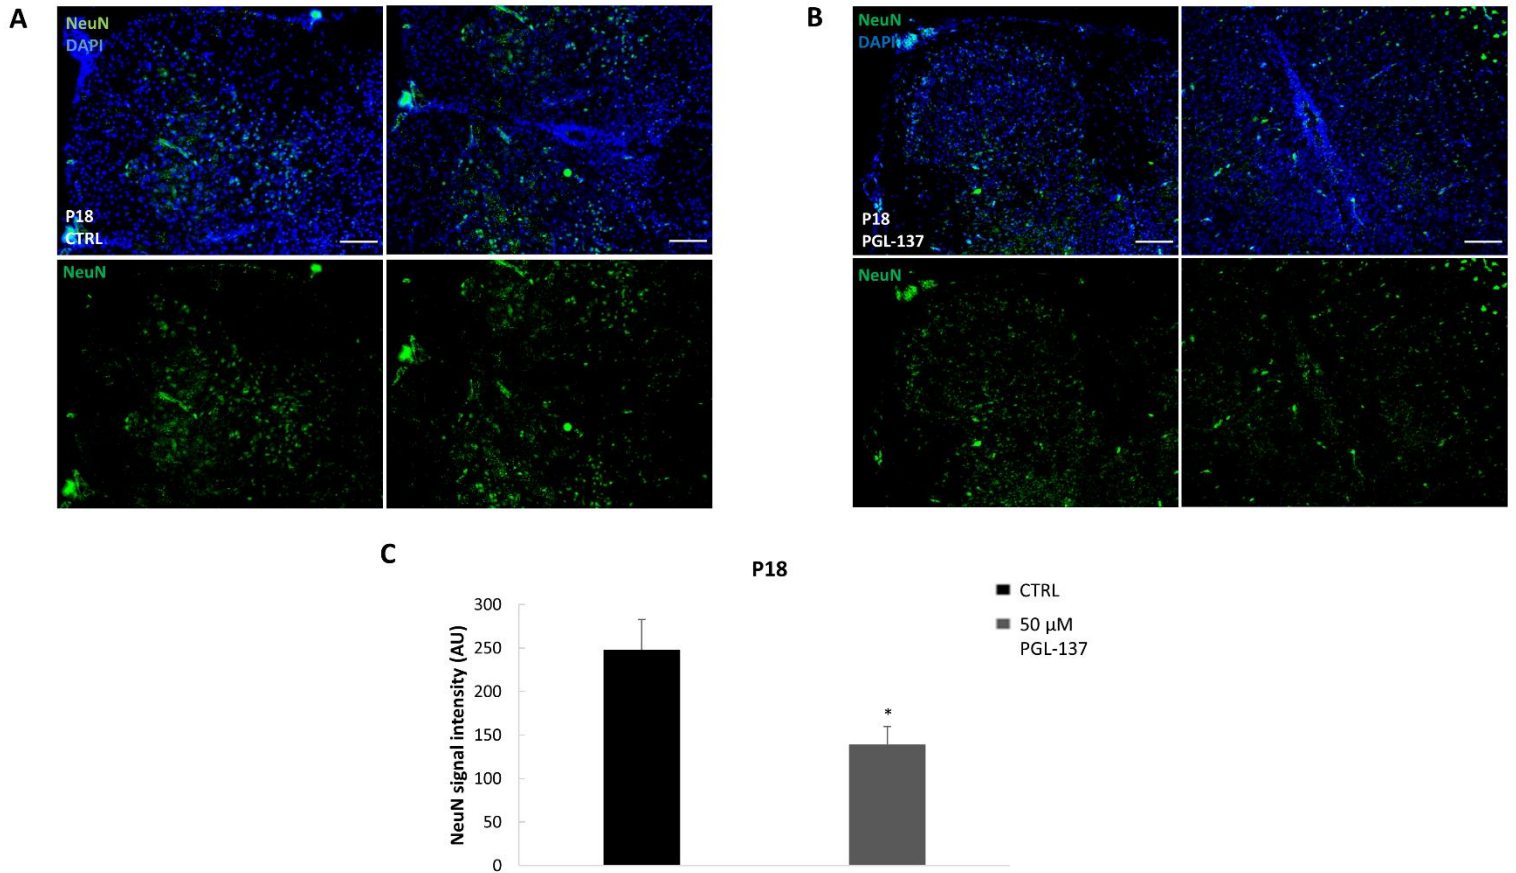 A
NeuN
DAPI
P18
CTRL
NeuN
B
NeuN
DAPI
P18
PGL-137
NeuN
C
P18
CTRL
50 μM
PGL-137
NeuN signal intensity (AU)
300
250
200
150
100
50
0
*